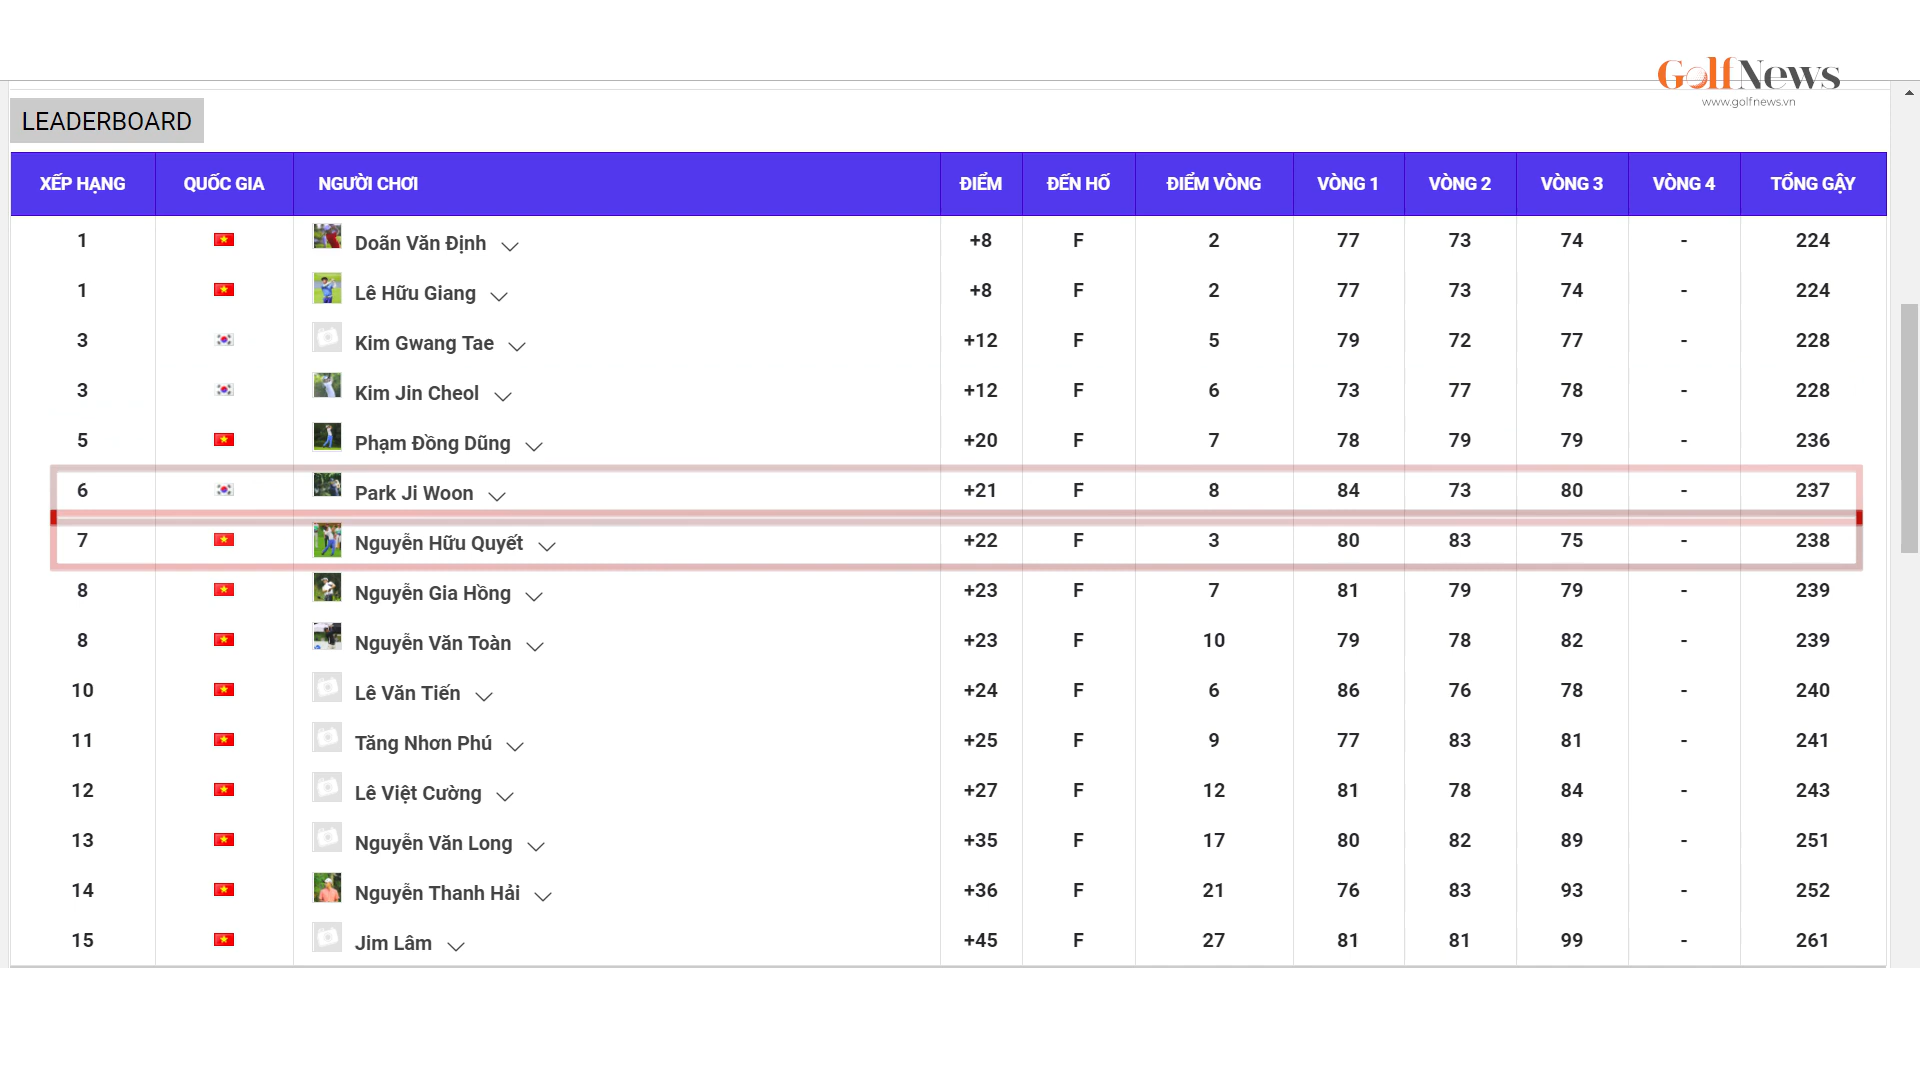 Golf News
www.golfnews.vn
LEADERBOARD
XẾP HẠNG QUỐC GIA NGƯỜI CHƠI ĐIỂM ĐẾN HỐ ĐIỂM VÒNG VÒNG 1 VÒNG 2 VÒNG 3 VÒNG 4 TỔNG GẬY
1 Doãn Văn Định +8 F 2 77 73 74 - 224
1 Lê Hữu Giang +8 F 2 77 73 74 - 224
3 Kim Gwang Tae +12 F 5 79 72 77 - 228
3 Kim Jin Cheol +12 F 6 73 77 78 - 228
5 Phạm Đồng Dũng +20 F 7 78 79 79 - 236
6 Park Ji Woon +21 F 8 84 73 80 - 237
7 Nguyễn Hữu Quyết +22 F 3 80 83 75 - 238
8 Nguyễn Gia Hồng +23 F 7 81 79 79 - 239
8 Nguyễn Văn Toàn +23 F 10 79 78 82 - 239
10 Lê Văn Tiến +24 F 6 86 76 78 - 240
11 Tăng Nhơn Phú +25 F 9 77 83 81 - 241
12 Lê Việt Cường +27 F 12 81 78 84 - 243
13 Nguyễn Văn Long +35 F 17 80 82 89 - 251
14 Nguyễn Thanh Hải +36 F 21 76 83 93 - 252
15 Jim Lâm +45 F 27 81 81 99 - 261